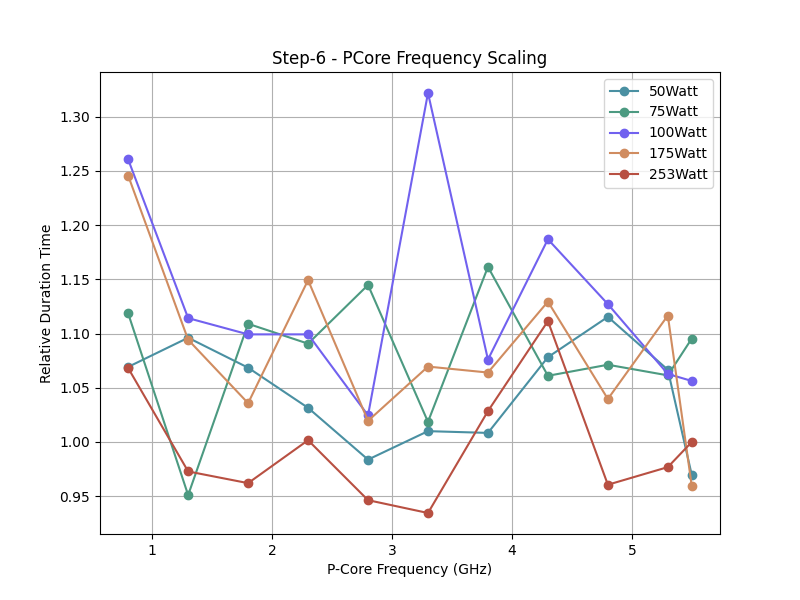 Step-6 - PCore Frequency Scaling
50Watt
75Watt
100Watt
175Watt
253Watt
Relative Duration Time
1.30
1.25
1.20
1.15
1.10
1.05
1.00
0.95
1 2 3 4 5
P-Core Frequency (GHz)